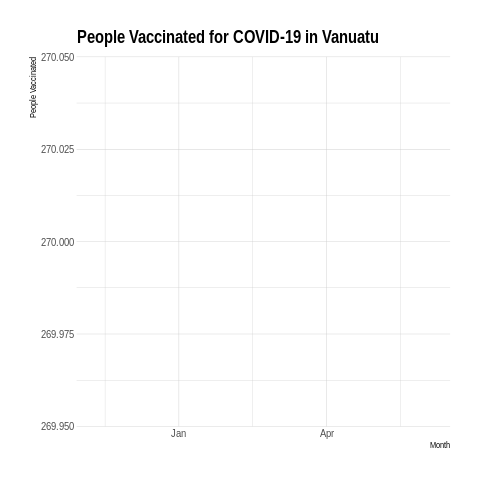 People Vaccinated for COVID-19 in Vanuatu
People Vaccinated
270.050
270.025
270.000
269.975
269.950
Jan
Apr
Month